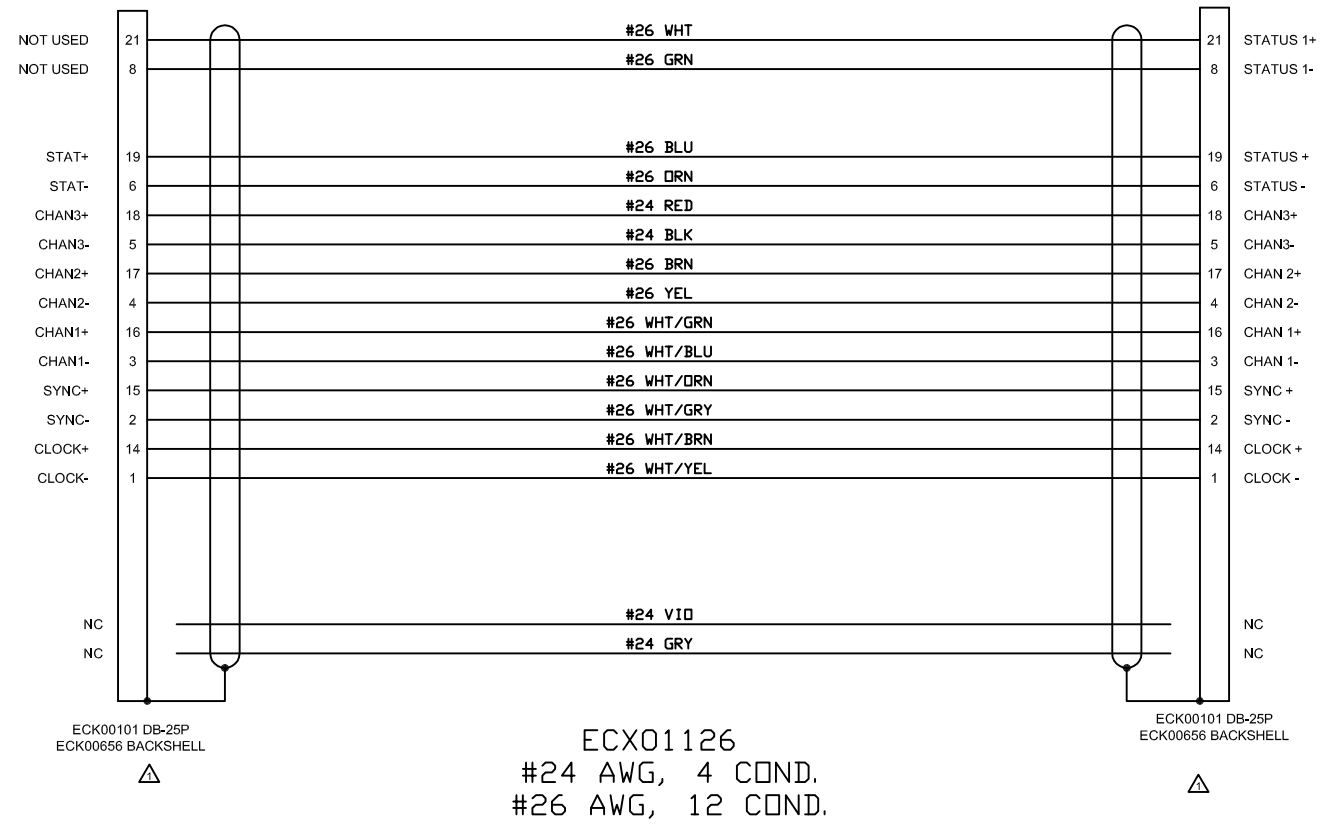 NOT USED 21 #26 WHT 21 STATUS 1+
NOT USED 8 #26 GRN 8 STATUS 1-
STAT+ 19 #26 BLU 19 STATUS +
STAT- 6 #26 ORN 6 STATUS -
CHAN3+ 18 #24 RED 18 CHAN3+
CHAN3- 5 #24 BLK 5 CHAN3-
CHAN2+ 17 #26 BRN 17 CHAN 2+
CHAN2- 4 #26 YEL 4 CHAN 2-
CHAN1+ 16 #26 WHT/GRN 16 CHAN 1+
CHAN1- 3 #26 WHT/BLU 3 CHAN 1-
SYNC+ 15 #26 WHT/ORN 15 SYNC +
SYNC- 2 #26 WHT/GRY 2 SYNC -
CLOCK+ 14 #26 WHT/BRN 14 CLOCK +
CLOCK- 1 #26 WHT/YEL 1 CLOCK -
NC #24 VIO NC
NC #24 GRY NC
ECK00101 DB-25P
ECK00656 BACKSHELL
1
ECK00101 DB-25P
ECK00656 BACKSHELL
1
ECX01126
#24 AWG, 4 COND.
#26 AWG, 12 COND.